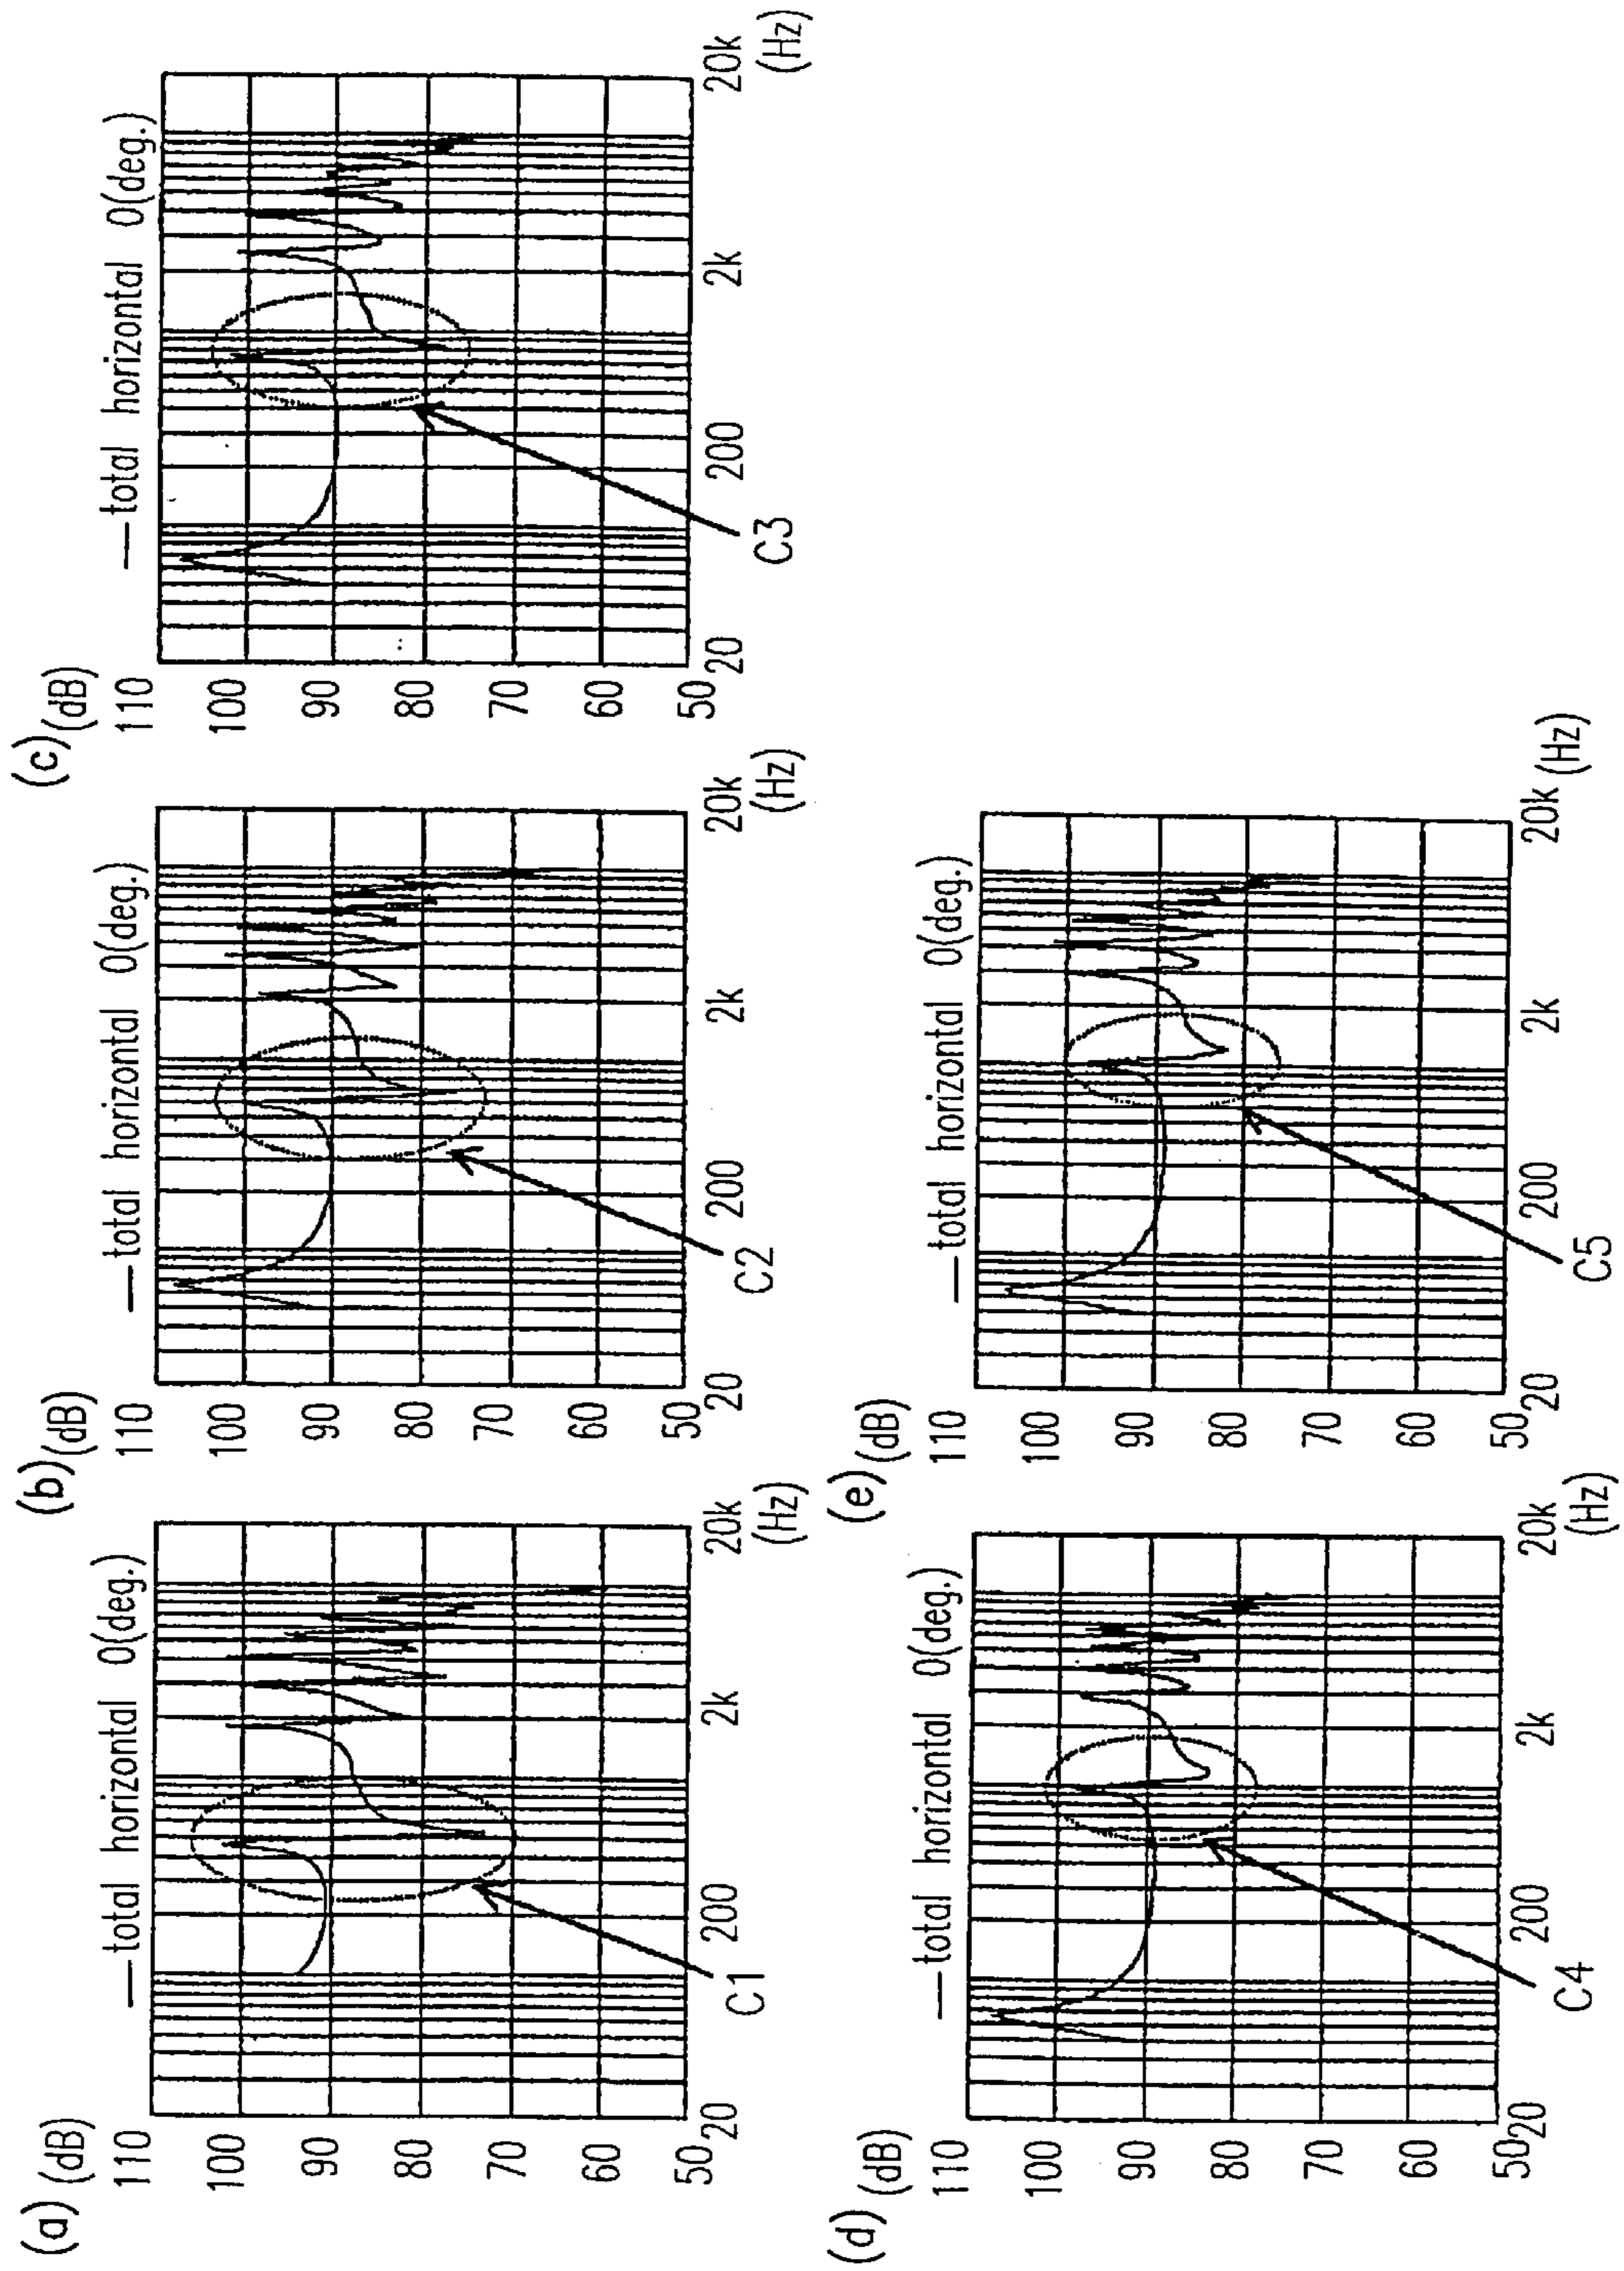 (a)
(dB)
—total horizontal 0(deg.)
110
100
90
80
70
60
50
20
200
2k
20k
(Hz)
C1
(b)
(dB)
—total horizontal 0(deg.)
110
100
90
80
70
60
50
20
200
2k
20k
(Hz)
C2
(c)
(dB)
—total horizontal 0(deg.)
110
100
90
80
70
60
50
20
200
2k
20k
(Hz)
C3
(d)
(dB)
—total horizontal 0(deg.)
110
100
90
80
70
60
50
20
200
2k
20k
(Hz)
C4
(e)
(dB)
—total horizontal 0(deg.)
110
100
90
80
70
60
50
20
200
2k
20k (Hz)
C5